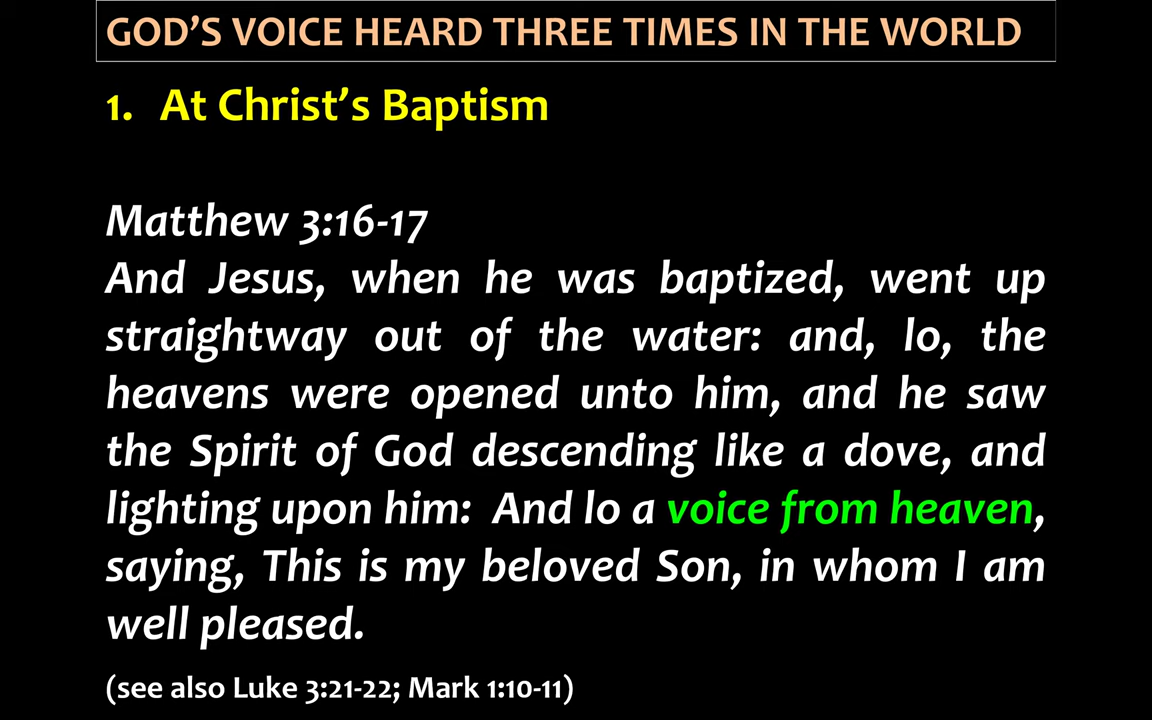 GOD’S VOICE HEARD THREE TIMES IN THE WORLD
1. At Christ’s Baptism
Matthew 3:16-17
And Jesus, when he was baptized, went up
straightway out of the water: and, lo, the
heavens were opened unto him, and he saw
the Spirit of God descending like a dove, and
lighting upon him: And lo a voice from heaven,
saying, This is my beloved Son, in whom I am
well pleased.
(see also Luke 3:21-22; Mark 1:10-11)